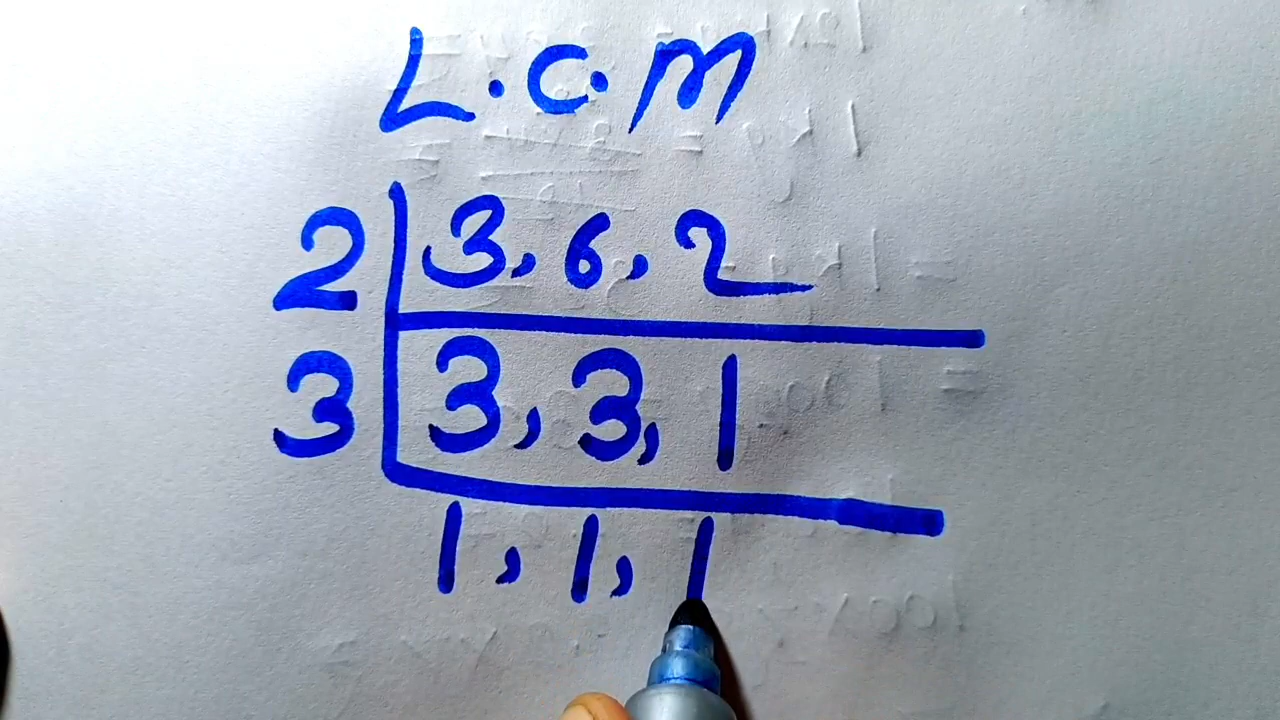 L.C.M
2 3, 6, 2
3 3, 3, 1
1, 1, 1